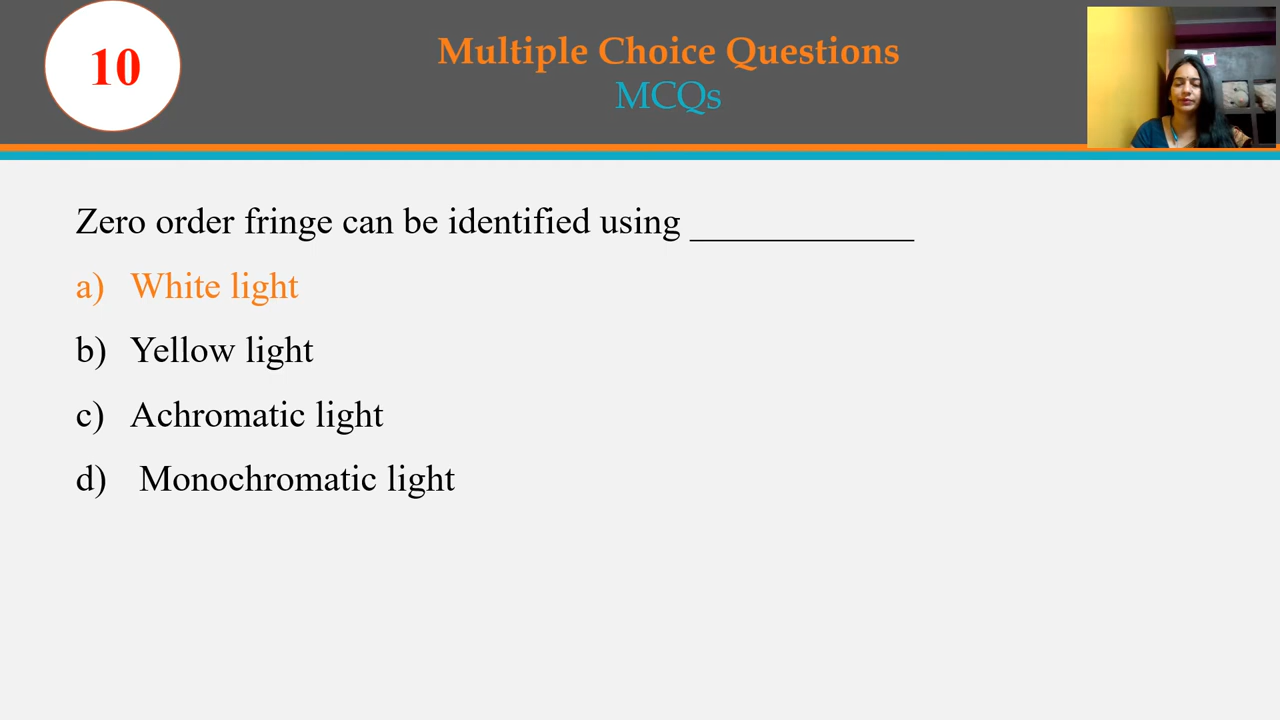 10
Multiple Choice Questions
MCQs
Zero order fringe can be identified using ____________
a) White light
b) Yellow light
c) Achromatic light
d) Monochromatic light